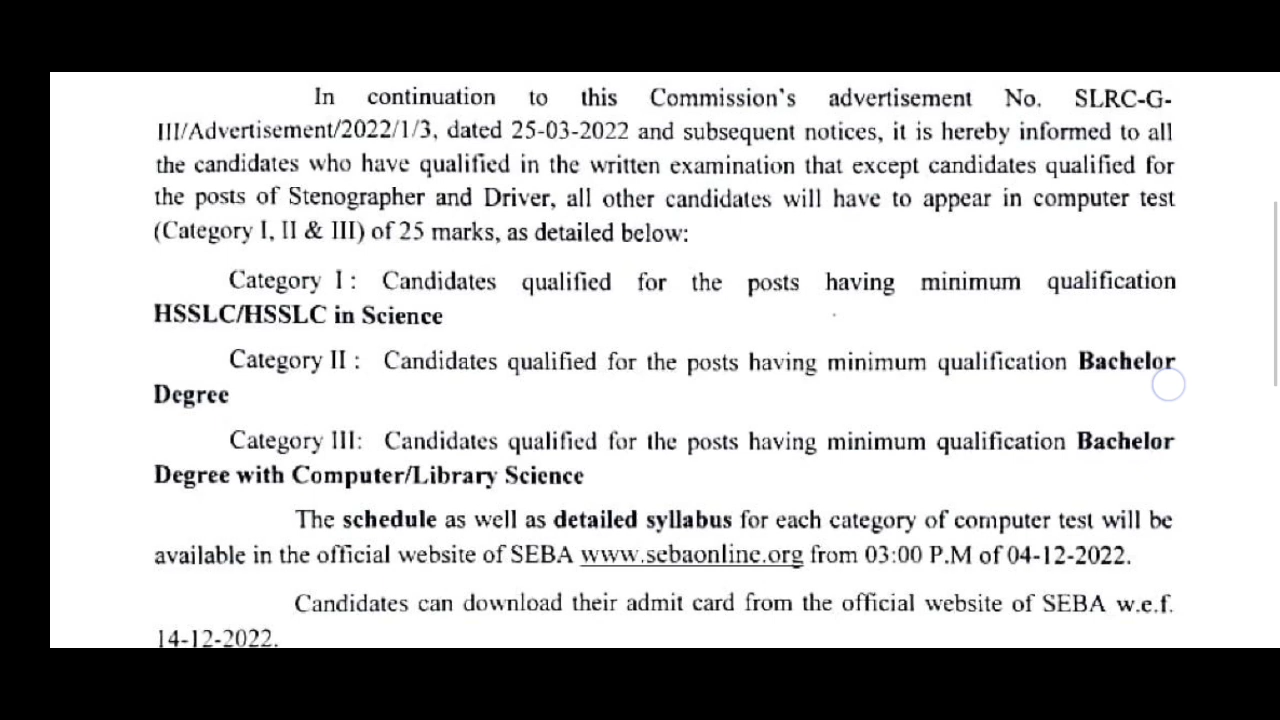 In continuation to this Commission's advertisement No. SLRC-G-
III/Advertisement/2022/1/3, dated 25-03-2022 and subsequent notices, it is hereby informed to all
the candidates who have qualified in the written examination that except candidates qualified for
the posts of Stenographer and Driver, all other candidates will have to appear in computer test
(Category I, II & III) of 25 marks, as detailed below:
Category I : Candidates qualified for the posts having minimum qualification
HSSLC/HSSLC in Science
Category II : Candidates qualified for the posts having minimum qualification Bachelor
Degree
Category III: Candidates qualified for the posts having minimum qualification Bachelor
Degree with Computer/Library Science
The schedule as well as detailed syllabus for each category of computer test will be
available in the official website of SEBA www.sebaonline.org from 03:00 P.M of 04-12-2022.
Candidates can download their admit card from the official website of SEBA w.e.f.
14-12-2022.